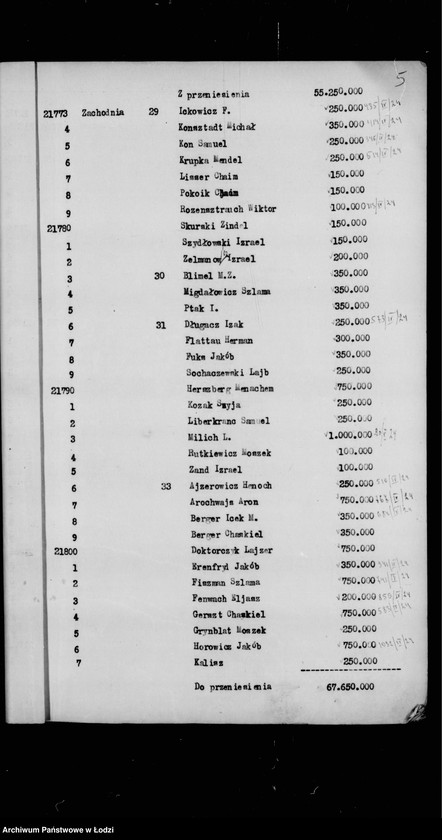 5
Z przeniesienia 55.250.000
21773 Zachodnia 29 Ickowicz F. 250.000
4 Konsztadt Michał 350.000
5 Kon Samuel 250.000
6 Krupka Mendel 250.000
7 Lisser Chaim 150.000
8 Pokoik 150.000
9 Rozensztrauch Wiktor 100.000
21780 Skurski Zindel 150.000
1 Szydłowski Izrael 150.000
2 Zelmanowicz Izrael 200.000
3 30 Blimel M.Z. 350.000
4 Migdałowicz Szlama 350.000
5 Ptak I. 350.000
6 31 Długacz Izak 250.000
7 Flattau Herman 300.000
8 Fuks Jakób 350.000
9 Sochaczewski Lajb 250.000
21790 Herszberg Menachem 750.000
1 Kozak Szyja 250.000
2 Liberkranc Samuel 250.000
3 Milich L. 1.000.000
4 Rutkiewicz Moszek 100.000
5 Zand Izrael 100.000
6 33 Ajzerowicz Henoch 250.000
7 Arochwajs Aron 750.000
8 Berger Icek M. 350.000
9 Berger Chaskiel 350.000
21800 Doktorczyk Lajzer 750.000
1 Erenfryd Jakób 350.000
2 Fiszman Szlama 750.000
3 Fenwach Eljasz 200.000
4 Gerszt Chaskiel 750.000
5 Grynblat Moszek 250.000
6 Horowicz Jakób 750.000
7 Kalisz 250.000
Do przeniesienia 67.650.000
Archiwum Państwowe w Łodzi